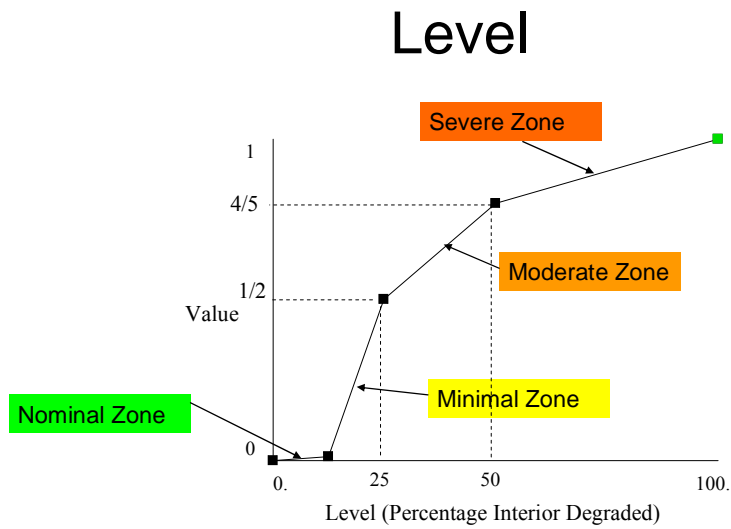 Level
Severe Zone
1
4/5
Moderate Zone
1/2
Value
Minimal Zone
Nominal Zone
0
0. 25 50 100.
Level (Percentage Interior Degraded)